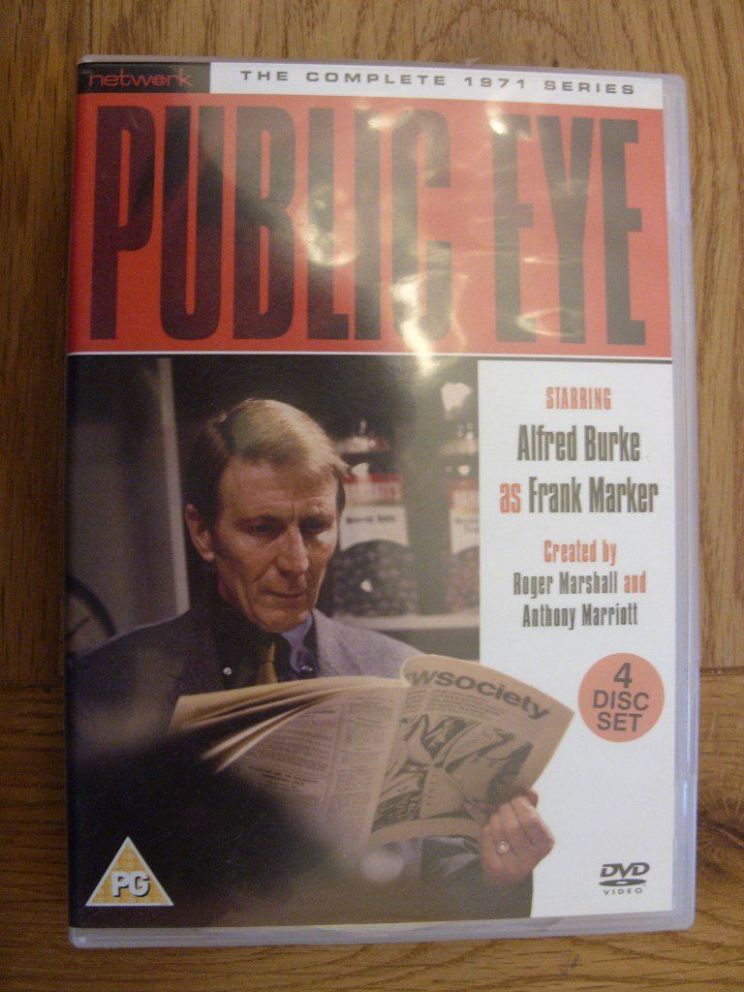 network
THE COMPLETE 1971 SERIES
PUBLIC EYE
STARRING
Alfred Burke
as Frank Marker
Created by
Roger Marshall and
Anthony Marriott
4
DISC
SET
wsociety
PG
DVD
VIDEO